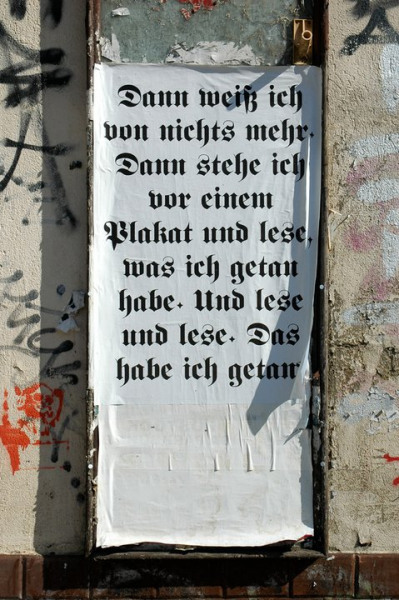 Dann weiß ich
von nichts mehr.
Dann stehe ich
vor einem
Plakat und lese,
was ich getan
habe. Und lese
und lese. Das
habe ich getan